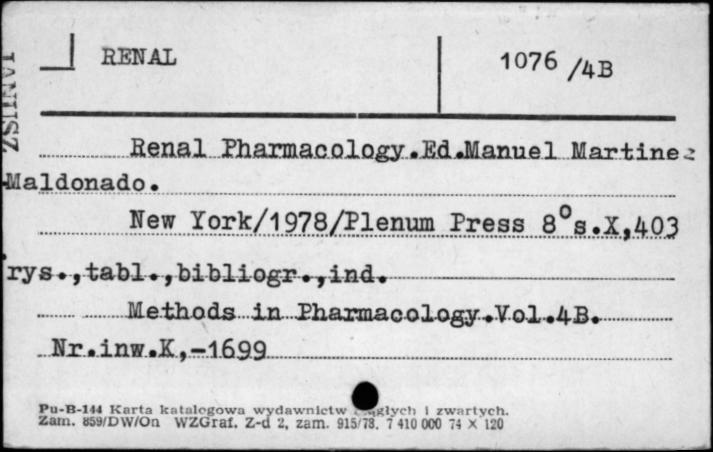 RENAL
1076 /4B
JANUSZ
Renal Pharmacology.Ed.Manuel Martinez
Maldonado.
New York/1978/Plenum Press 8°s.X,403
rys.,tabl.,bibliogr.,ind.
Methods in Pharmacology.Vol.4B.
Nr.inw.K,-1699
Pu-B-144 Karta katalogowa wydawnictw i zwartych.
Zam. 859/DW/On WZGraf. Z-d 2, zam. 915/78. 7 410 000 74 × 120